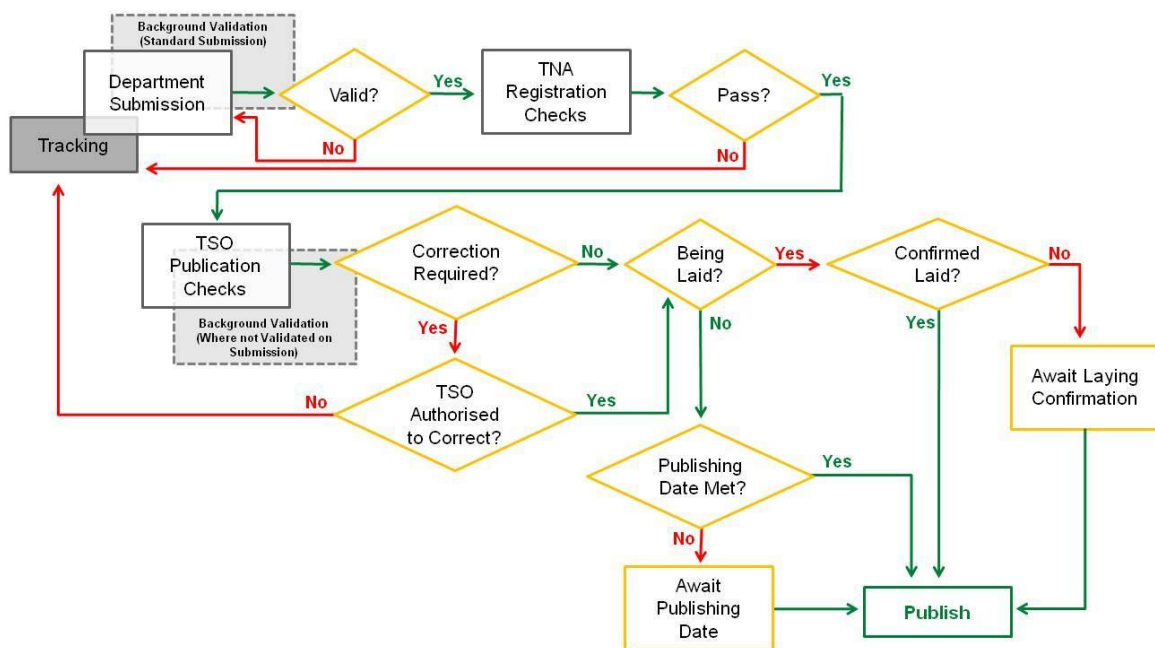 Background Validation
(Standard Submission)
Department
Submission
Valid?
Yes
TNA
Registration
Checks
Pass?
Yes
No
No
Tracking
TSO
Publication
Checks
Correction
Required?
No
Being
Laid?
Yes
Confirmed
Laid?
No
Background Validation
(Where not Validated on
Submission)
Yes
No
Yes
TSO
Authorised
to Correct?
No
Yes
Await Laying
Confirmation
Publishing
Date Met?
Yes
No
Await
Publishing
Date
Publish